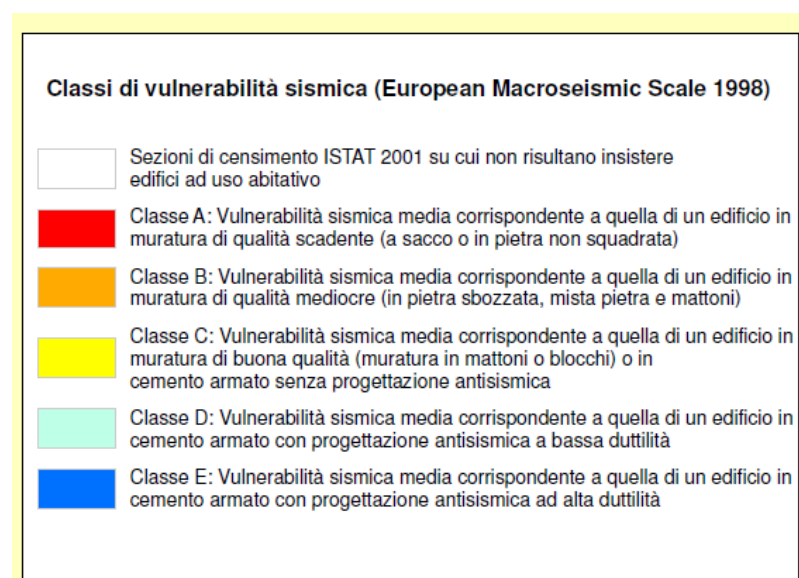 Classi di vulnerabilità sismica (European Macroseismic Scale 1998)
Sezioni di censimento ISTAT 2001 su cui non risultano insistere
edifici ad uso abitativo
Classe A: Vulnerabilità sismica media corrispondente a quella di un edificio in
muratura di qualità scadente (a sacco o in pietra non squadrata)
Classe B: Vulnerabilità sismica media corrispondente a quella di un edificio in
muratura di qualità mediocre (in pietra sbozzata, mista pietra e mattoni)
Classe C: Vulnerabilità sismica media corrispondente a quella di un edificio in
muratura di buona qualità (muratura in mattoni o blocchi) o in
cemento armato senza progettazione antisismica
Classe D: Vulnerabilità sismica media corrispondente a quella di un edificio in
cemento armato con progettazione antisismica a bassa duttilità
Classe E: Vulnerabilità sismica media corrispondente a quella di un edificio in
cemento armato con progettazione antisismica ad alta duttilità